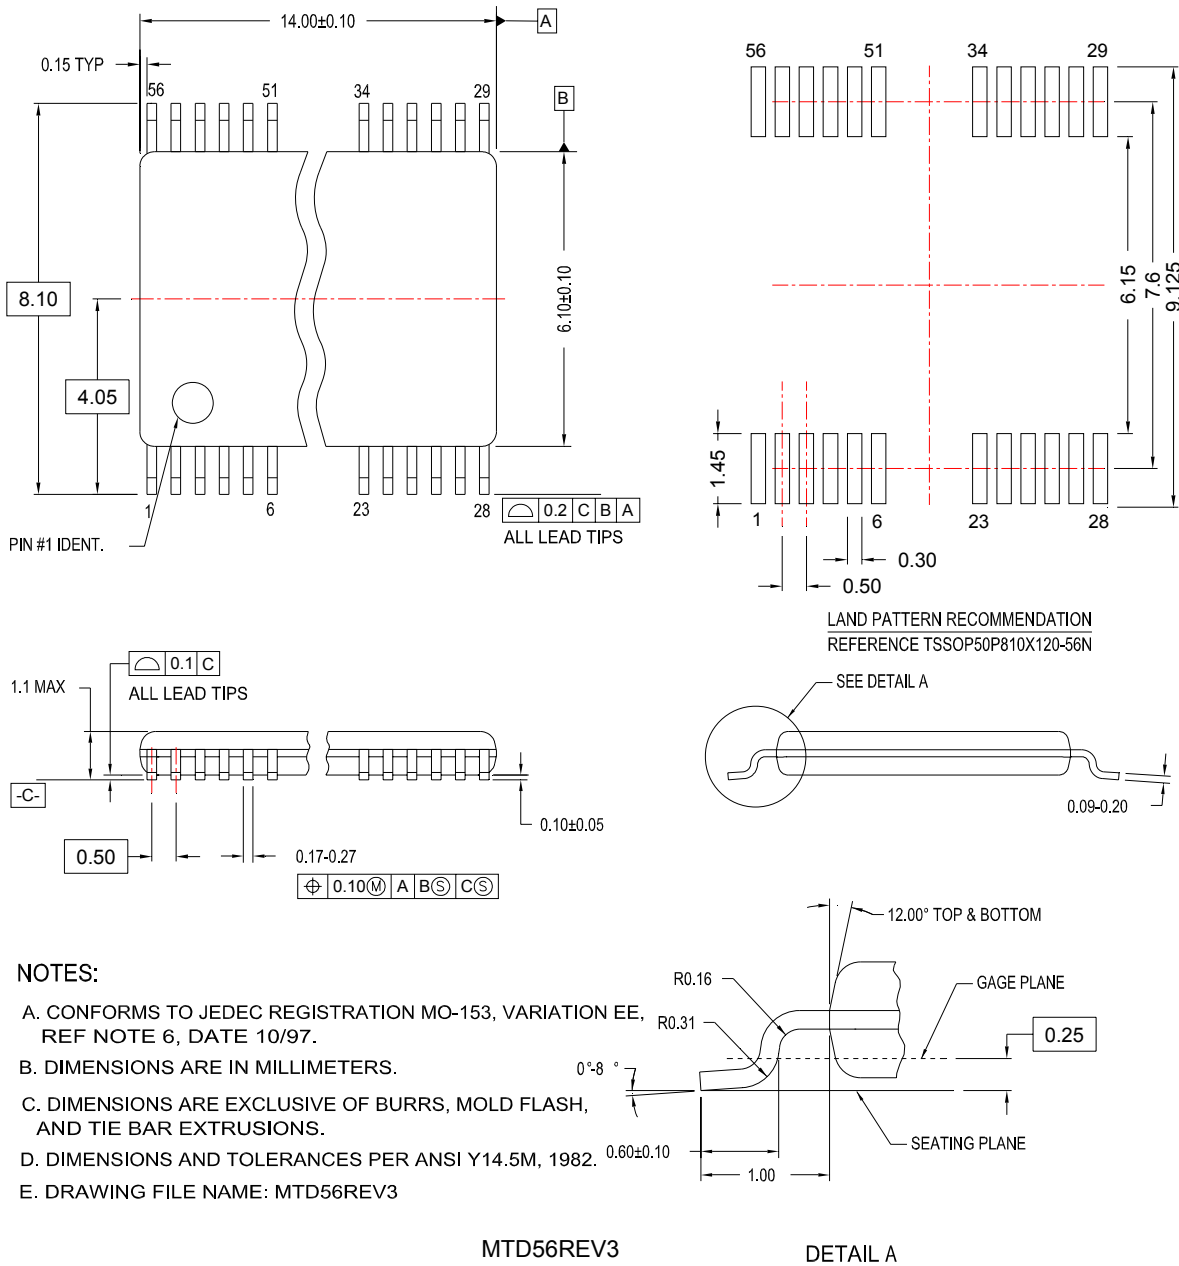 14.00±0.10
A
0.15 TYP
56
51
34
29
B
8.10
4.05
6.10±0.10
1
6
23
28
⌓ 0.2 C B A
ALL LEAD TIPS
PIN #1 IDENT.
56
51
34
29
6.15
7.6
9.125
1.45
1
6
23
28
0.30
0.50
LAND PATTERN RECOMMENDATION
REFERENCE TSSOP50P810X120-56N
⌓ 0.1 C
ALL LEAD TIPS
1.1 MAX
-C-
0.10±0.05
0.50
0.17-0.27
⌖ 0.10Ⓜ A BⓈ CⓈ
SEE DETAIL A
0.09-0.20
12.00° TOP & BOTTOM
R0.16
GAGE PLANE
R0.31
0.25
0°-8°
SEATING PLANE
0.60±0.10
1.00
NOTES:
A. CONFORMS TO JEDEC REGISTRATION MO-153, VARIATION EE,
REF NOTE 6, DATE 10/97.
B. DIMENSIONS ARE IN MILLIMETERS.
C. DIMENSIONS ARE EXCLUSIVE OF BURRS, MOLD FLASH,
AND TIE BAR EXTRUSIONS.
D. DIMENSIONS AND TOLERANCES PER ANSI Y14.5M, 1982.
E. DRAWING FILE NAME: MTD56REV3
MTD56REV3
DETAIL A